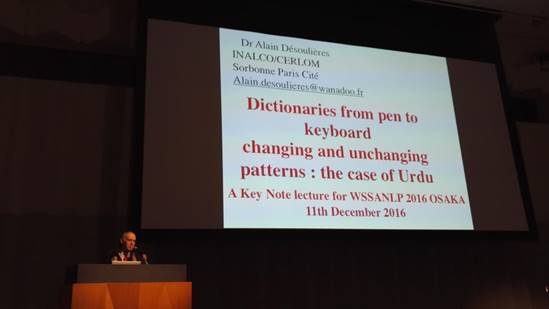 Dr Alain Désoulières
INALCO/CERLOM
Sorbonne Paris Cité
Alain.desoulieres@wanadoo.fr
Dictionaries from pen to
keyboard
changing and unchanging
patterns : the case of Urdu
A Key Note lecture for WSSANLP 2016 OSAKA
11th December 2016